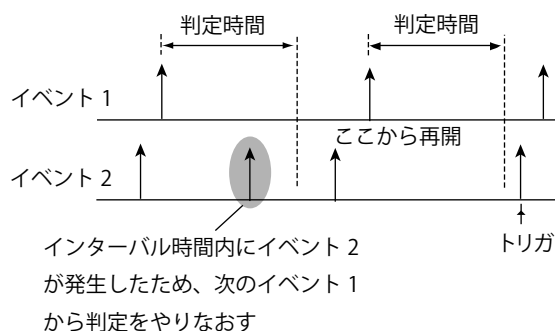 判定時間
判定時間
イベント 1
ここから再開
イベント 2
トリガ
インターバル時間内にイベント 2
が発生したため、次のイベント 1
から判定をやりなおす